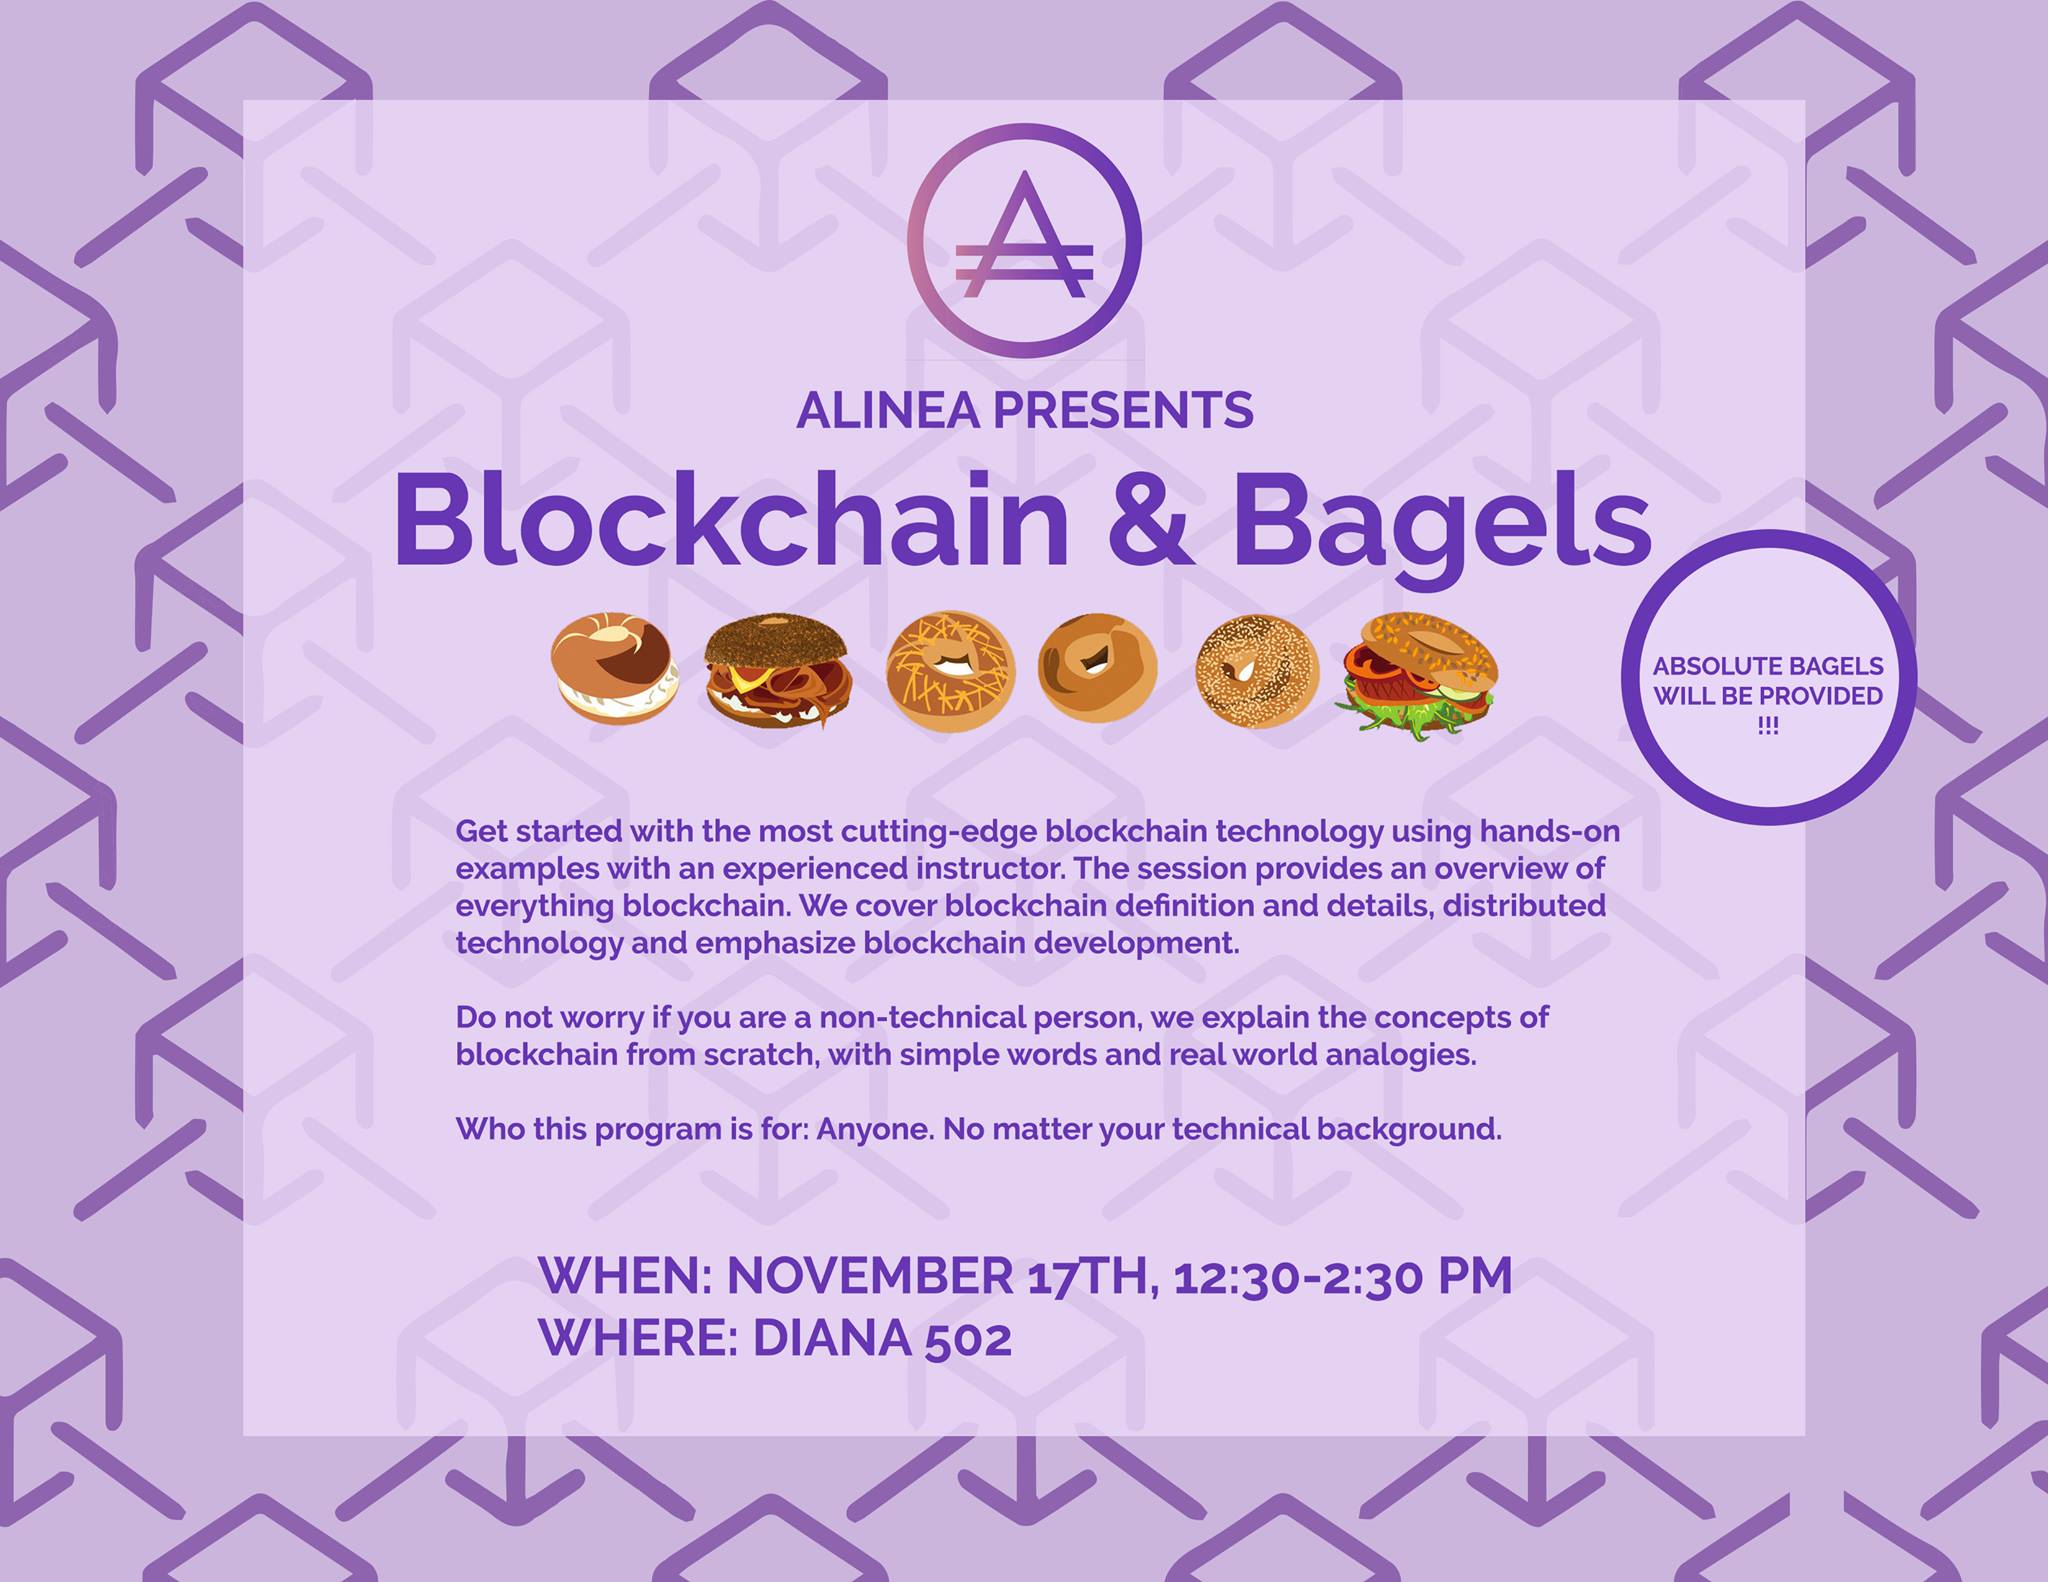 ALINEA PRESENTS
Blockchain & Bagels
ABSOLUTE BAGELS
WILL BE PROVIDED
!!!
Get started with the most cutting-edge blockchain technology using hands-on
examples with an experienced instructor. The session provides an overview of
everything blockchain. We cover blockchain definition and details, distributed
technology and emphasize blockchain development.
Do not worry if you are a non-technical person, we explain the concepts of
blockchain from scratch, with simple words and real world analogies.
Who this program is for: Anyone. No matter your technical background.
WHEN: NOVEMBER 17TH, 12:30-2:30 PM
WHERE: DIANA 502